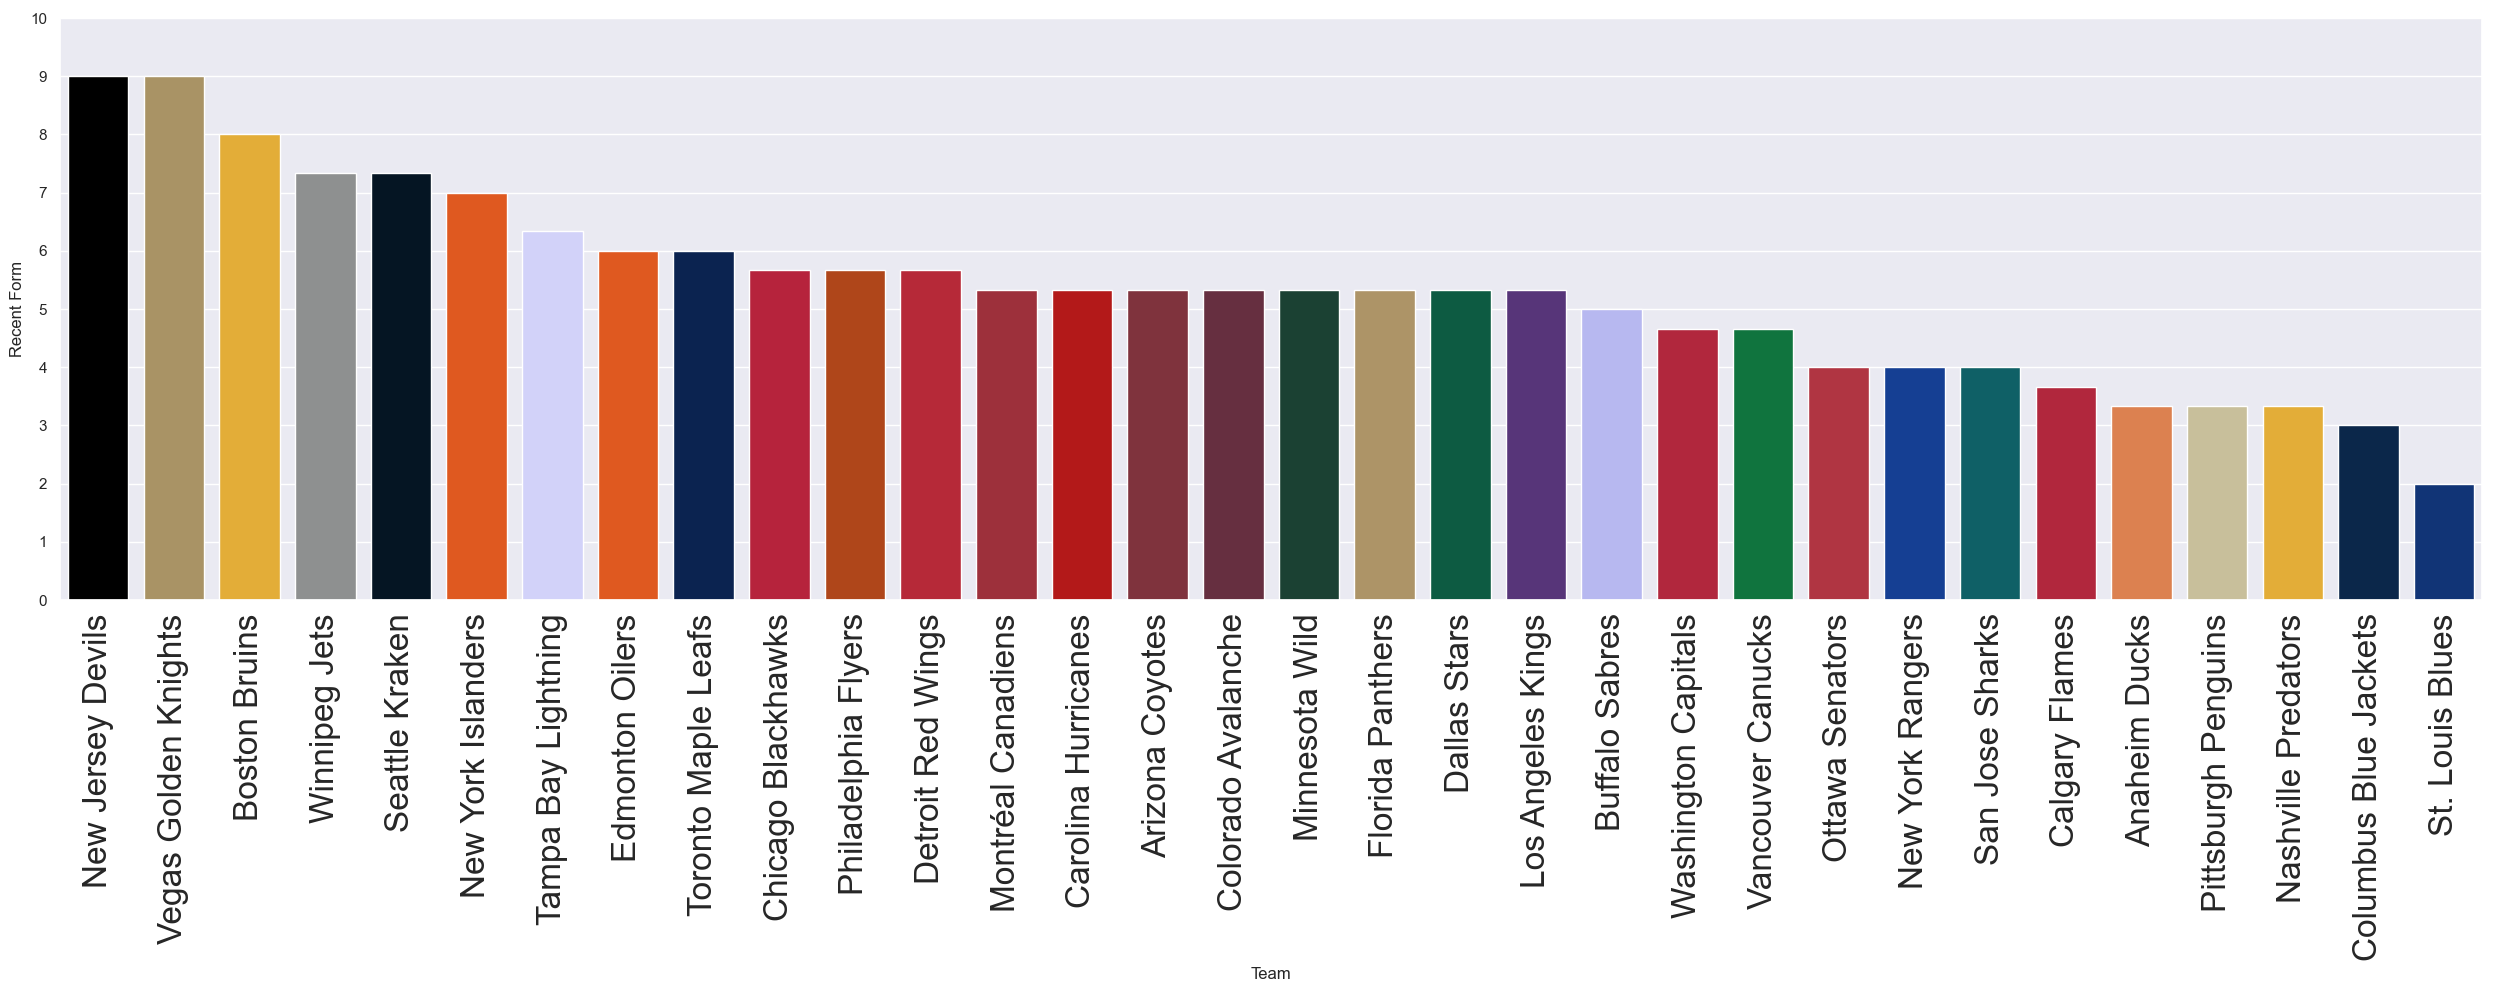 10
9
8
7
6
5
4
3
2
1
0
Recent Form
New Jersey Devils
Vegas Golden Knights
Boston Bruins
Winnipeg Jets
Seattle Kraken
New York Islanders
Tampa Bay Lightning
Edmonton Oilers
Toronto Maple Leafs
Chicago Blackhawks
Philadelphia Flyers
Detroit Red Wings
Montréal Canadiens
Carolina Hurricanes
Arizona Coyotes
Colorado Avalanche
Minnesota Wild
Florida Panthers
Dallas Stars
Los Angeles Kings
Buffalo Sabres
Washington Capitals
Vancouver Canucks
Ottawa Senators
New York Rangers
San Jose Sharks
Calgary Flames
Anaheim Ducks
Pittsburgh Penguins
Nashville Predators
Columbus Blue Jackets
St. Louis Blues
Team